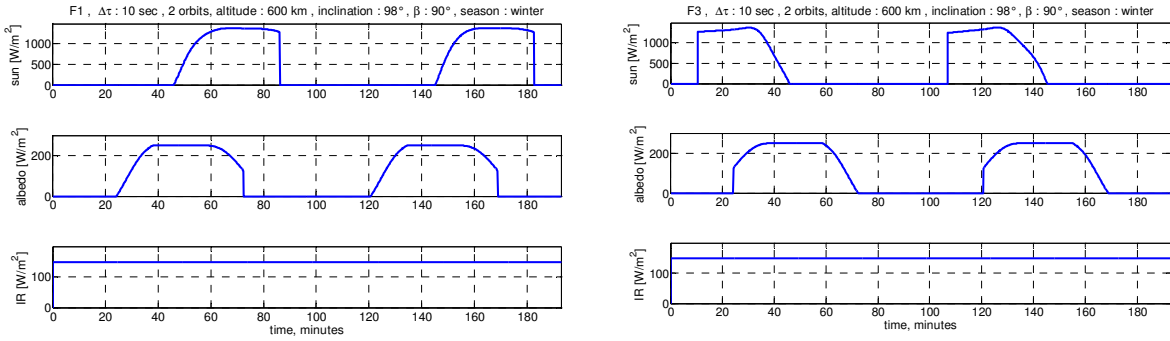 F1 , Δτ : 10 sec , 2 orbits, altitude : 600 km , inclination : 98° , β : 90° , season : winter
sun [W/m²]
1000
500
0
0 20 40 60 80 100 120 140 160 180
albedo [W/m²]
200
0
0 20 40 60 80 100 120 140 160 180
IR [W/m²]
100
0
0 20 40 60 80 100 120 140 160 180
time, minutes
F3 , Δτ : 10 sec , 2 orbits, altitude : 600 km , inclination : 98° , β : 90° , season : winter
sun [W/m²]
1000
500
0
0 20 40 60 80 100 120 140 160 180
albedo [W/m²]
200
0
0 20 40 60 80 100 120 140 160 180
IR [W/m²]
100
0
0 20 40 60 80 100 120 140 160 180
time, minutes